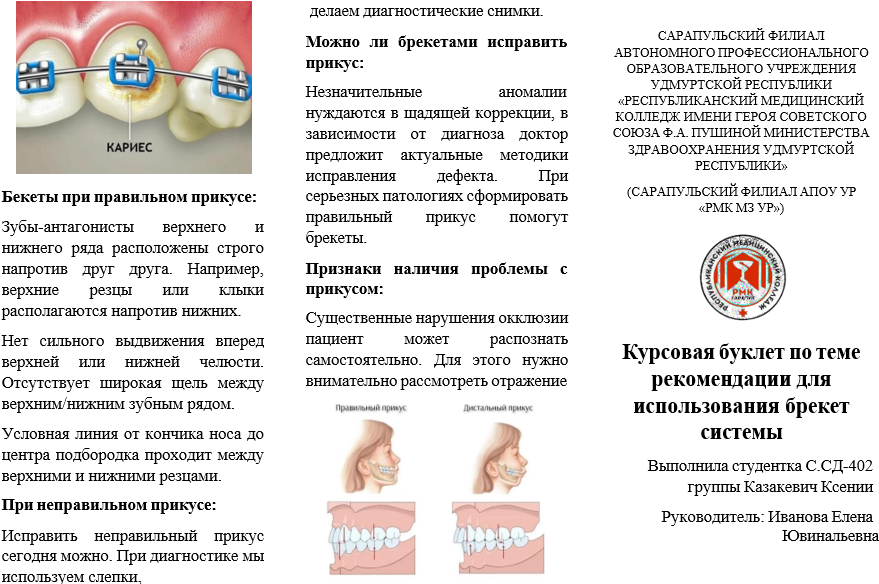 КАРИЕС
Бекеты при правильном прикусе:
Зубы-антагонисты верхнего и
нижнего ряда расположены строго
напротив друг друга. Например,
верхние резцы или клыки
располагаются напротив нижних.
Нет сильного выдвижения вперед
верхней или нижней челюсти.
Отсутствует широкая щель между
верхним/нижним зубным рядом.
Условная линия от кончика носа до
центра подбородка проходит между
верхними и нижними резцами.
При неправильном прикусе:
Исправить неправильный прикус
сегодня можно. При диагностике мы
используем слепки,
делаем диагностические снимки.
Можно ли брекетами исправить
прикус:
Незначительные аномалии
нуждаются в щадящей коррекции, в
зависимости от диагноза доктор
предложит актуальные методики
исправления дефекта. При
серьезных патологиях сформировать
правильный прикус помогут
брекеты.
Признаки наличия проблемы с
прикусом:
Существенные нарушения окклюзии
пациент может распознать
самостоятельно. Для этого нужно
внимательно рассмотреть отражение
Правильный прикус
Дистальный прикус
САРАПУЛЬСКИЙ ФИЛИАЛ
АВТОНОМНОГО ПРОФЕССИОНАЛЬНОГО
ОБРАЗОВАТЕЛЬНОГО УЧРЕЖДЕНИЯ
УДМУРТСКОЙ РЕСПУБЛИКИ
«РЕСПУБЛИКАНСКИЙ МЕДИЦИНСКИЙ
КОЛЛЕДЖ ИМЕНИ ГЕРОЯ СОВЕТСКОГО
СОЮЗА Ф.А. ПУШИНОЙ МИНИСТЕРСТВА
ЗДРАВООХРАНЕНИЯ УДМУРТСКОЙ
РЕСПУБЛИКИ»
(САРАПУЛЬСКИЙ ФИЛИАЛ АПОУ УР
«РМК МЗ УР»)
РЕСПУБЛИКАНСКИЙ МЕДИЦИНСКИЙ КОЛЛЕДЖ
РМК
САРАПУЛ
Курсовая буклет по теме
рекомендации для
использования брекет
системы
Выполнила студентка С.СД-402
группы Казакевич Ксении
Руководитель: Иванова Елена
Ювинальевна